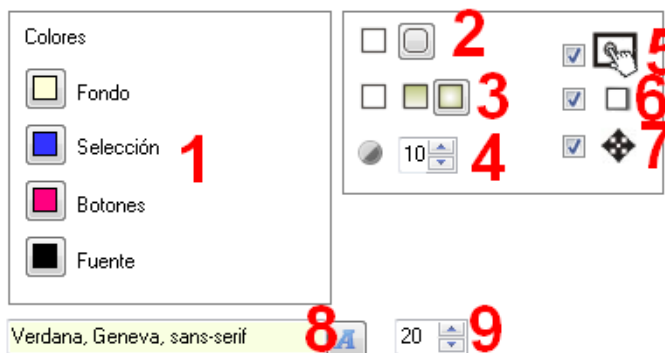 Colores
Fondo
Selección
Botones
Fuente
1
2
3
10 4
5
6
7
Verdana, Geneva, sans-serif 8 A
20 9